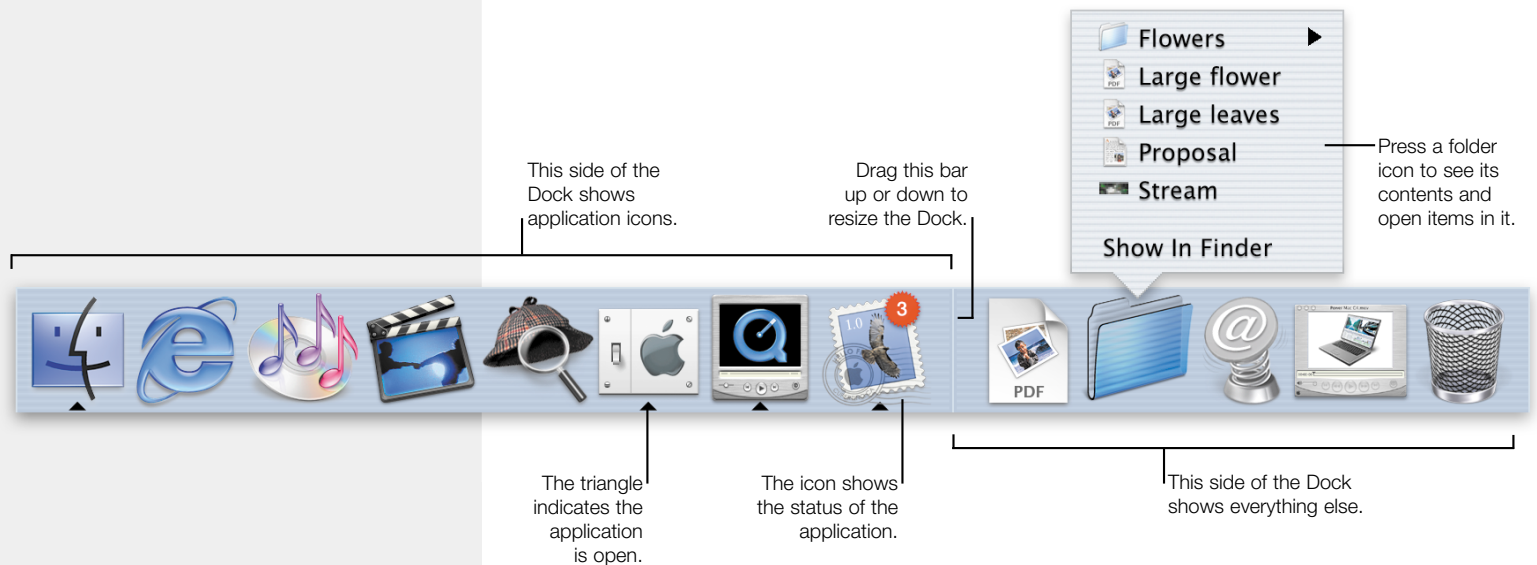 Flowers
Large flower
Large leaves
Proposal
Stream
Show In Finder
Press a folder
icon to see its
contents and
open items in it.
This side of the
Dock shows
application icons.
Drag this bar
up or down to
resize the Dock.
3
1.0
PDF
The triangle
indicates the
application
is open.
The icon shows
the status of the
application.
This side of the Dock
shows everything else.